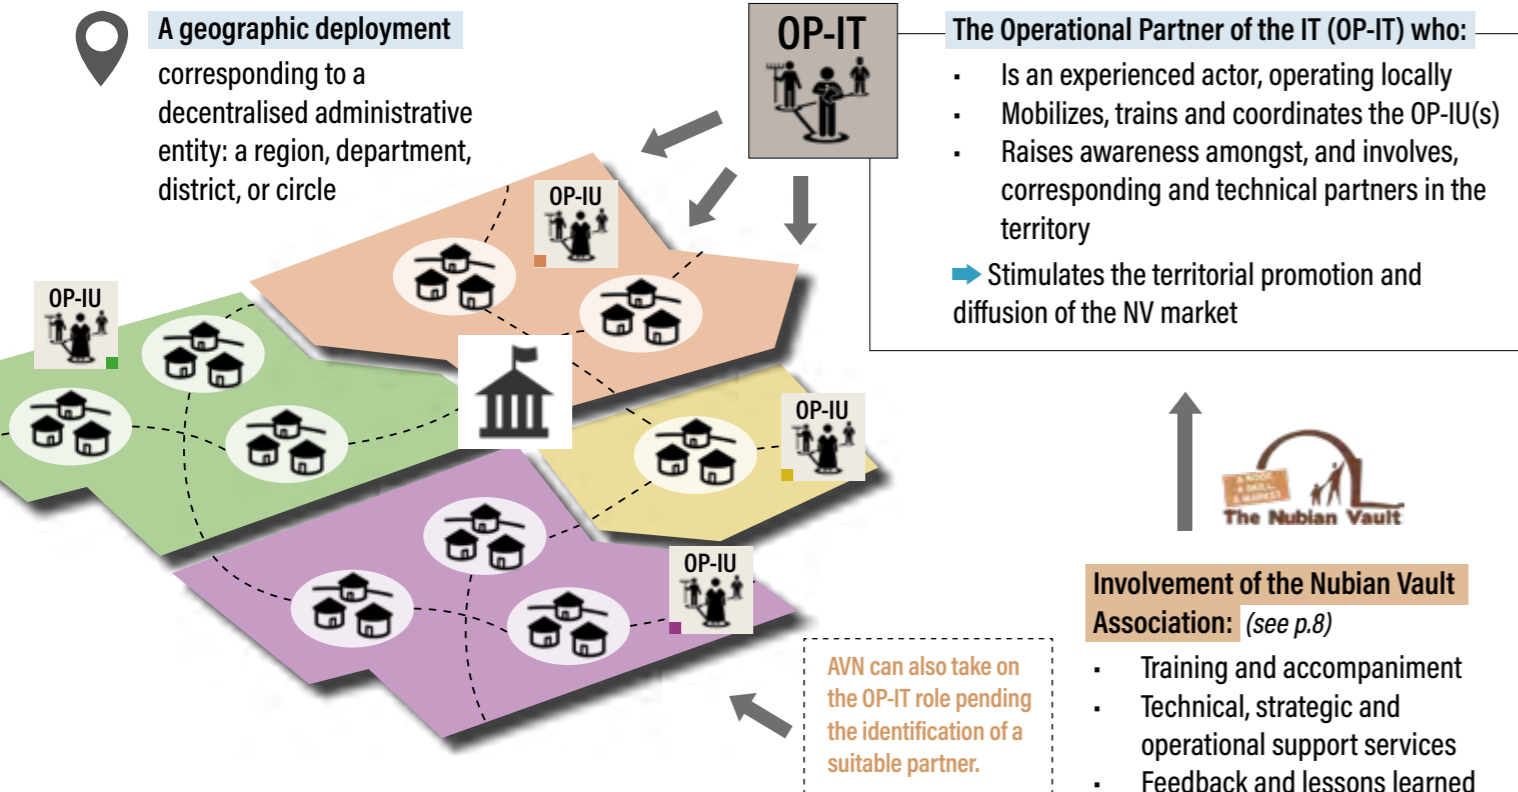 A geographic deployment
corresponding to a
decentralised administrative
entity: a region, department,
district, or circle
OP-IT
The Operational Partner of the IT (OP-IT) who:
▪ Is an experienced actor, operating locally
▪ Mobilizes, trains and coordinates the OP-IU(s)
▪ Raises awareness amongst, and involves,
corresponding and technical partners in the
territory
Stimulates the territorial promotion and
diffusion of the NV market
OP-IU
OP-IU
OP-IU
OP-IU
A ROOF,
A SKILL,
A MARKET
The Nubian Vault
Involvement of the Nubian Vault
Association: (see p.8)
▪ Training and accompaniment
▪ Technical, strategic and
operational support services
▪ Feedback and lessons learned
AVN can also take on
the OP-IT role pending
the identification of a
suitable partner.